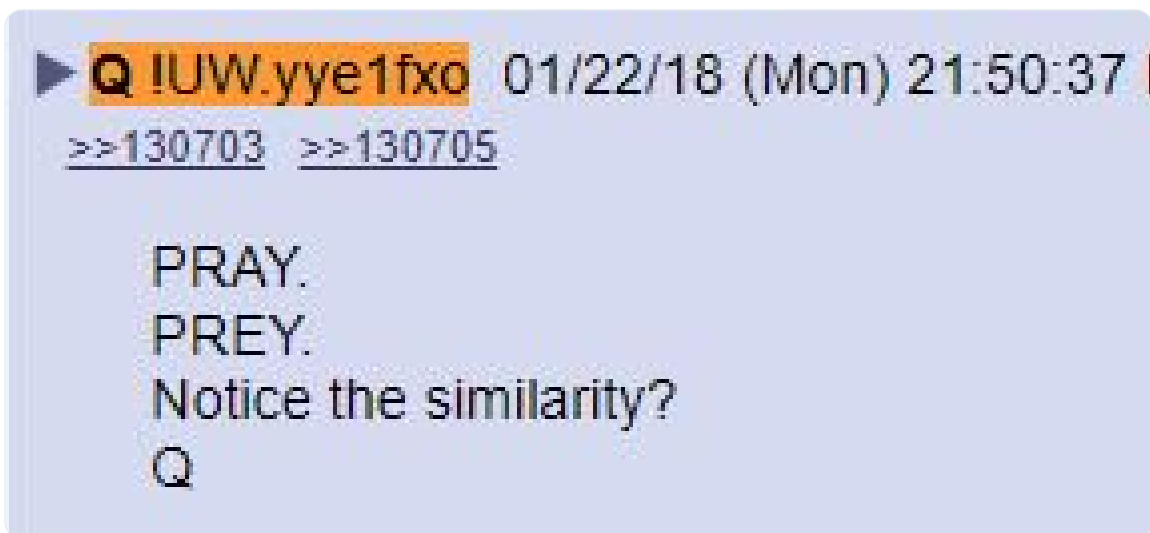 Q !UW.yye1fxo 01/22/18 (Mon) 21:50:37
>>130703 >>130705
PRAY.
PREY.
Notice the similarity?
Q